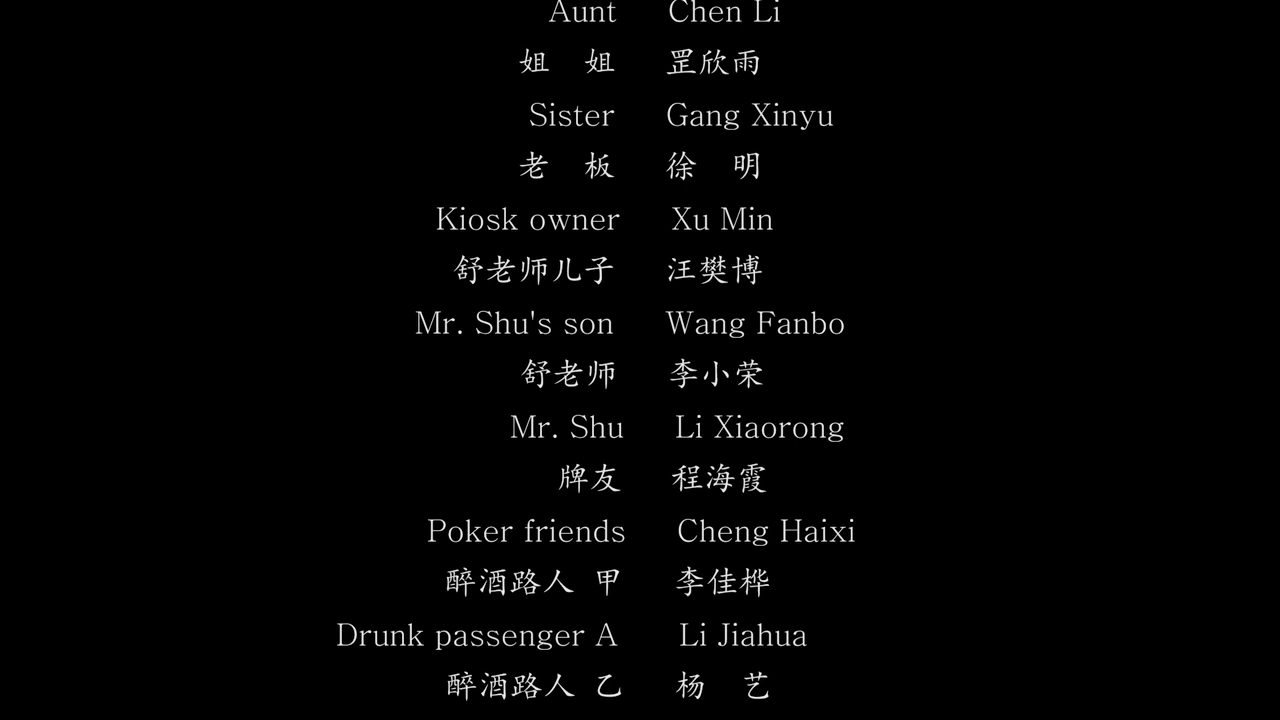 Aunt Chen Li
姐 姐 罡欣雨
Sister Gang Xinyu
老 板 徐 明
Kiosk owner Xu Min
舒老师儿子 汪樊博
Mr. Shu's son Wang Fanbo
舒老师 李小荣
Mr. Shu Li Xiaorong
牌友 程海霞
Poker friends Cheng Haixi
醉酒路人 甲 李佳桦
Drunk passenger A Li Jiahua
醉酒路人 乙 杨 艺